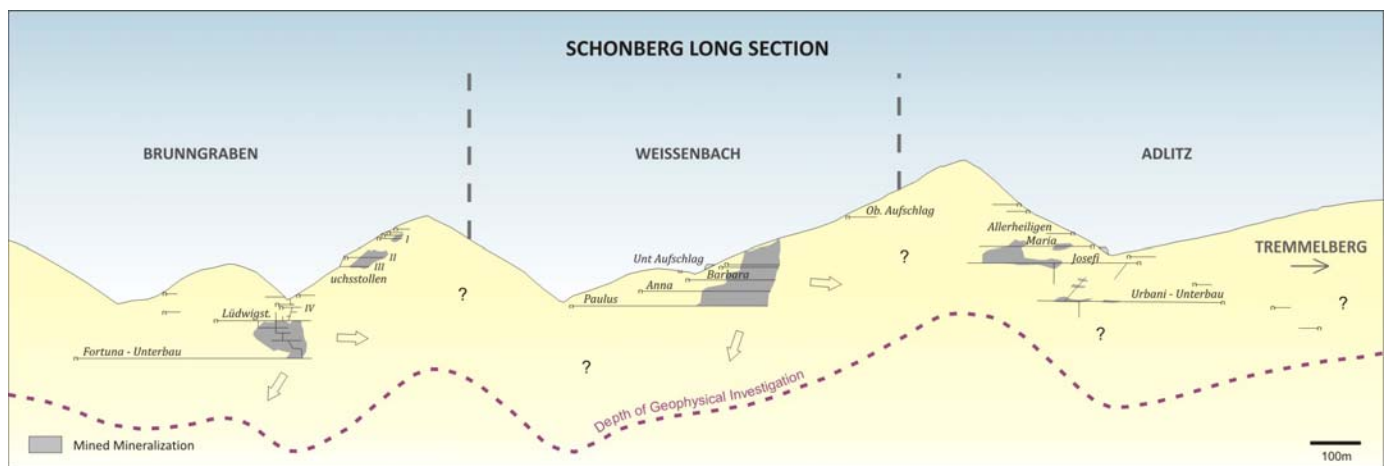 SCHONBERG LONG SECTION
BRUNNGRABEN
WEISSENBACH
ADLITZ
Ob. Aufschlag
Allerheiligen
Maria
Josefi
TREMMELBERG
I
II
III
uchsstollen
Unt Aufschlag
Barbara
Anna
Paulus
?
?
?
?
?
IV
Lüdwigst.
Urbani - Unterbau
Fortuna - Unterbau
Depth of Geophysical Investigation
Mined Mineralization
100m